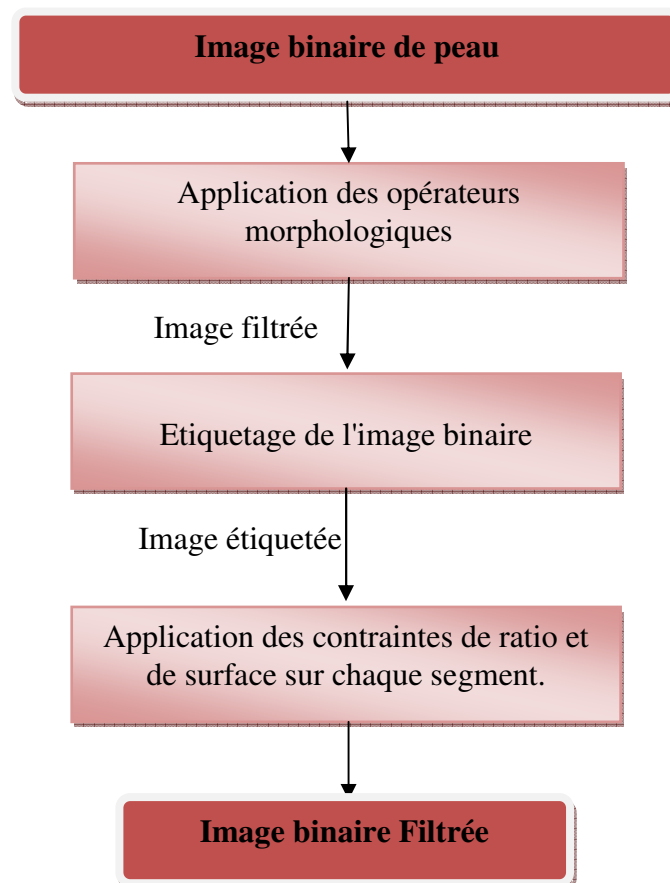 Image binaire de peau
Application des opérateurs
morphologiques
Image filtrée
Etiquetage de l'image binaire
Image étiquetée
Application des contraintes de ratio et
de surface sur chaque segment.
Image binaire Filtrée